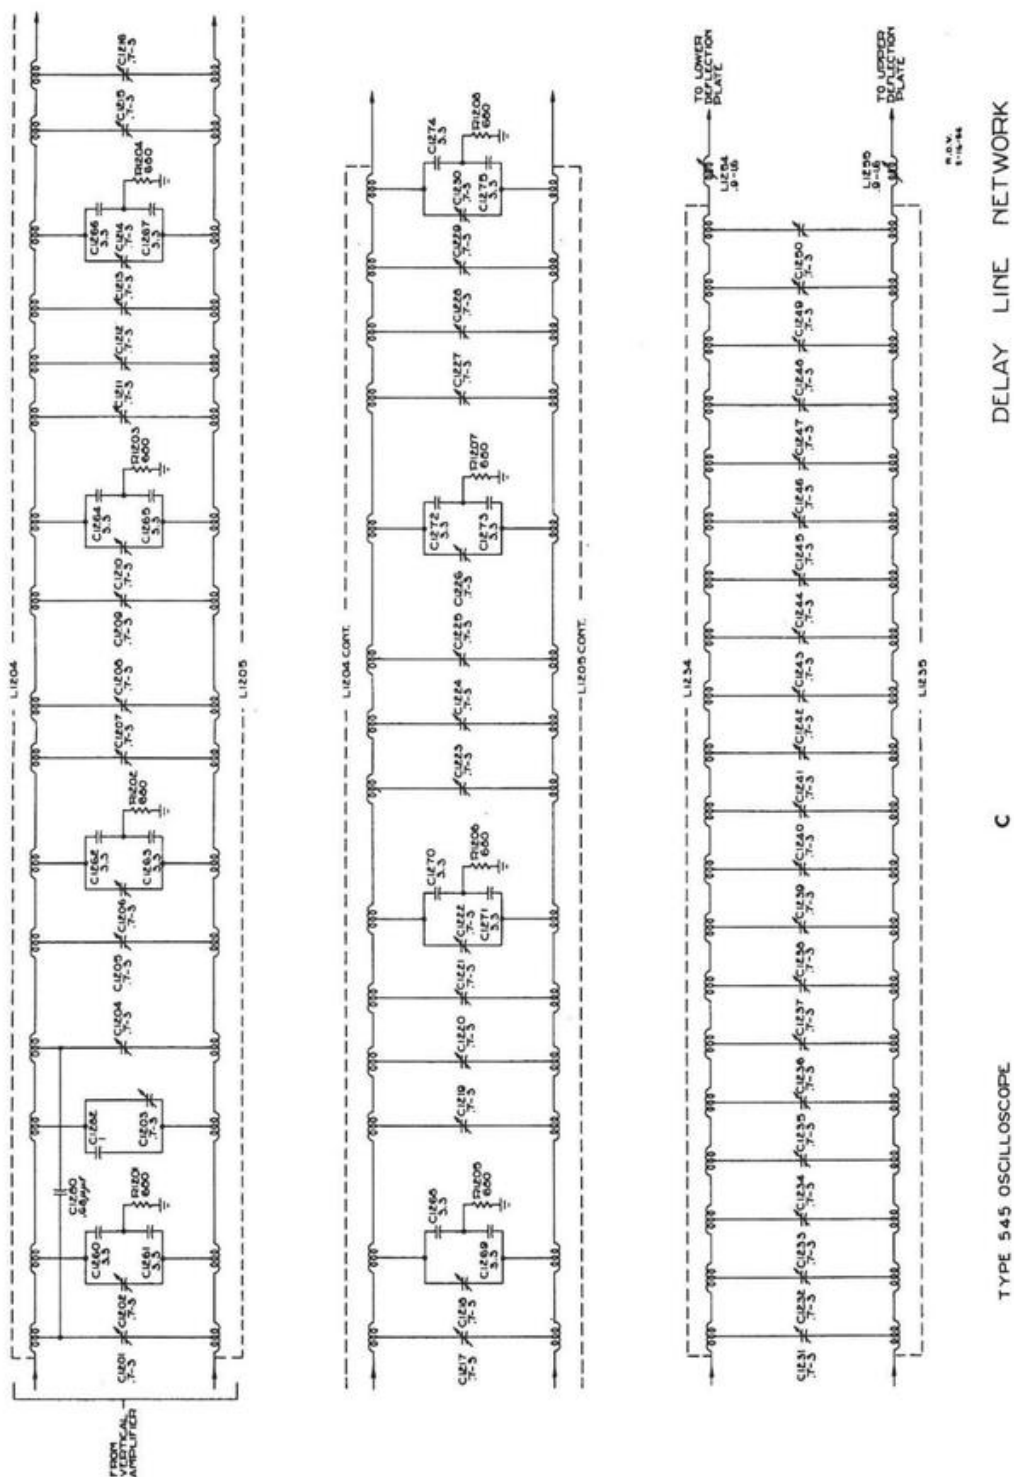 FROM
VERTICAL
AMPLIFIER
L1204
C1201
.7-3
C1202
.7-3
C1260
3.3
C1261
3.3
R1201
680
C1280
.68µµf
C1282
1
C1203
.7-3
C1204
.7-3
C1205
.7-3
C1206
.7-3
C1262
3.3
C1263
3.3
R1202
680
C1207
.7-3
C1208
.7-3
C1209
.7-3
C1210
.7-3
C1264
3.3
C1265
3.3
R1203
680
C1211
.7-3
C1212
.7-3
C1213
.7-3
C1214
.7-3
C1266
3.3
C1267
3.3
R1204
680
C1215
.7-3
C1216
.7-3
L1205
L1204 CONT.
C1217
.7-3
C1218
.7-3
C1268
3.3
C1269
3.3
R1205
680
C1219
.7-3
C1220
.7-3
C1221
.7-3
C1222
.7-3
C1270
3.3
C1271
3.3
R1206
680
C1223
.7-3
C1224
.7-3
C1225
.7-3
C1226
.7-3
C1272
3.3
C1273
3.3
R1207
680
C1227
.7-3
C1228
.7-3
C1229
.7-3
C1230
.7-3
C1274
3.3
C1275
3.3
R1208
680
L1205 CONT.
L1234
C1231
.7-3
C1232
.7-3
C1233
.7-3
C1234
.7-3
C1235
.7-3
C1236
.7-3
C1237
.7-3
C1238
.7-3
C1239
.7-3
C1240
.7-3
C1241
.7-3
C1242
.7-3
C1243
.7-3
C1244
.7-3
C1245
.7-3
C1246
.7-3
C1247
.7-3
C1248
.7-3
C1249
.7-3
C1250
.7-3
L1254
.9-1.6
TO LOWER
DEFLECTION
PLATE
L1255
.9-1.6
TO UPPER
DEFLECTION
PLATE
L1235
TYPE 545 OSCILLOSCOPE
C
DELAY LINE NETWORK